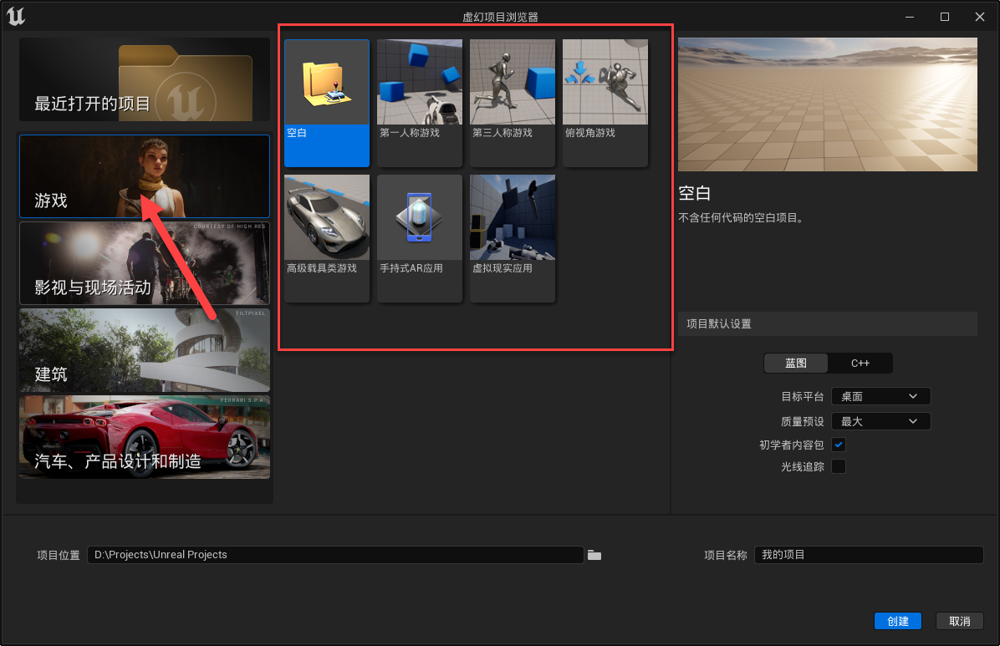 虚幻项目浏览器
最近打开的项目
游戏
COURTESY OF HIGH RES
影视与现场活动
TILTPIXEL
建筑
FERRARI S.P.A.
汽车、产品设计和制造
空白
第一人称游戏
第三人称游戏
俯视角游戏
高级载具类游戏
手持式AR应用
虚拟现实应用
空白
不含任何代码的空白项目。
项目默认设置
蓝图 C++
目标平台 桌面
质量预设 最大
初学者内容包
光线追踪
项目位置 D:\Projects\Unreal Projects
项目名称 我的项目
创建 取消